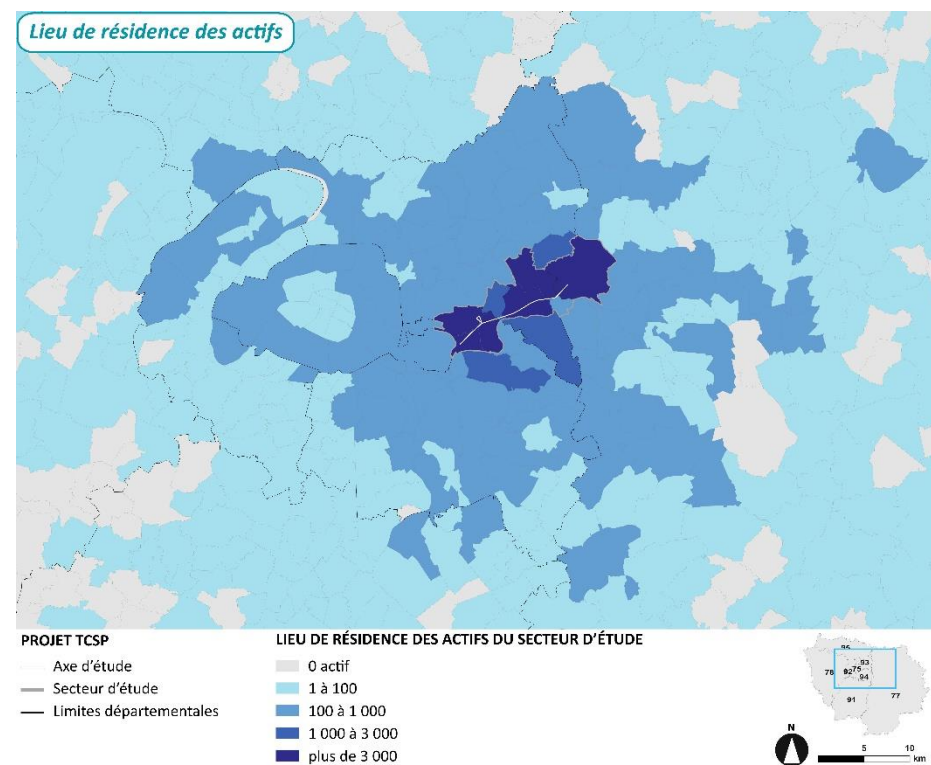 Lieu de résidence des actifs
PROJET TCSP
Axe d'étude
Secteur d'étude
Limites départementales
LIEU DE RÉSIDENCE DES ACTIFS DU SECTEUR D'ÉTUDE
0 actif
1 à 100
100 à 1 000
1 000 à 3 000
plus de 3 000
95
93
78
92
75
94
77
91
N
5
10
km